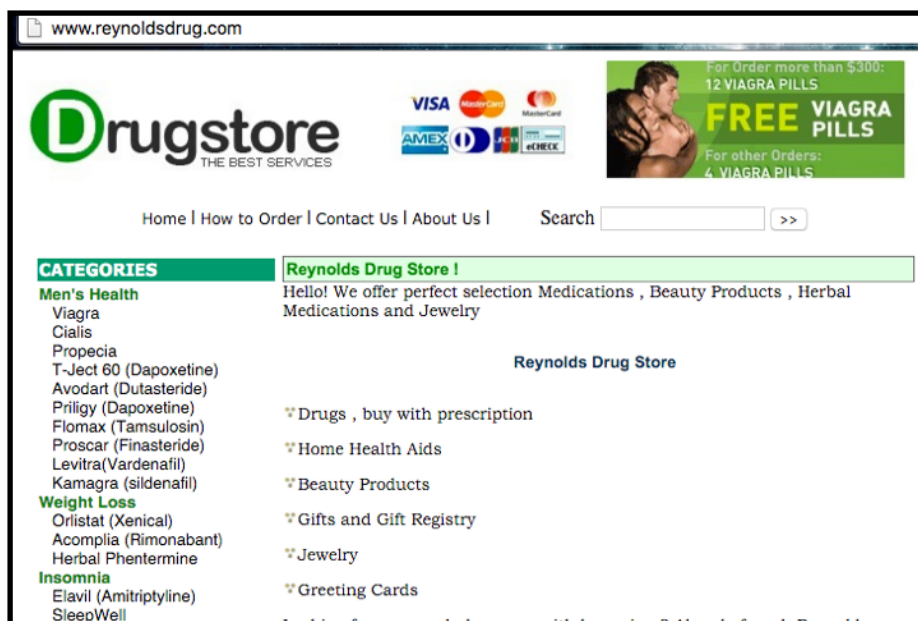 www.reynoldsdrug.com
Drugstore
THE BEST SERVICES
VISA MasterCard MasterCard
AMEX JCB eCHECK
For Order more than $300:
12 VIAGRA PILLS
FREE VIAGRA PILLS
For other Orders:
4 VIAGRA PILLS
Home | How to Order | Contact Us | About Us |
Search >>
CATEGORIES
Men's Health
Viagra
Cialis
Propecia
T-Ject 60 (Dapoxetine)
Avodart (Dutasteride)
Priligy (Dapoxetine)
Flomax (Tamsulosin)
Proscar (Finasteride)
Levitra(Vardenafil)
Kamagra (sildenafil)
Weight Loss
Orlistat (Xenical)
Acomplia (Rimonabant)
Herbal Phentermine
Insomnia
Elavil (Amitriptyline)
SleepWell
Reynolds Drug Store !
Hello! We offer perfect selection Medications , Beauty Products , Herbal
Medications and Jewelry
Reynolds Drug Store
Drugs , buy with prescription
Home Health Aids
Beauty Products
Gifts and Gift Registry
Jewelry
Greeting Cards